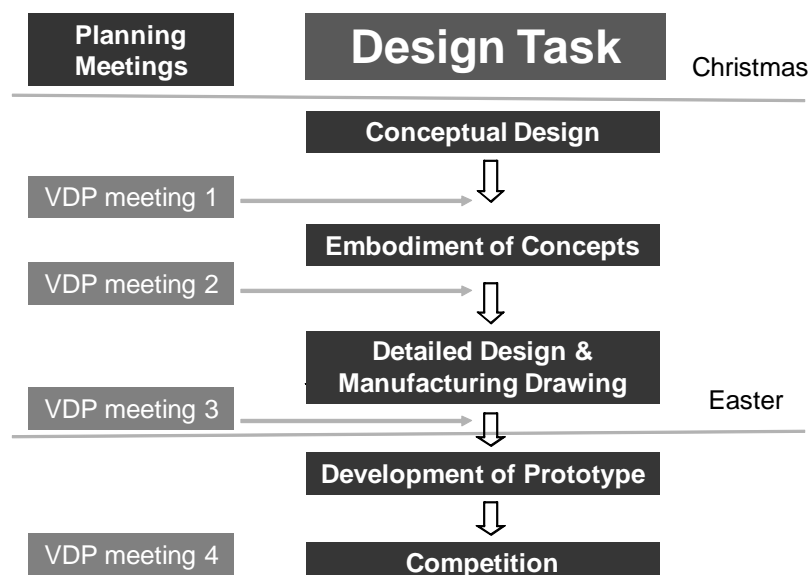 Planning
Meetings
Design Task
Christmas
Conceptual Design
VDP meeting 1
Embodiment of Concepts
VDP meeting 2
Detailed Design &
Manufacturing Drawing
Easter
VDP meeting 3
Development of Prototype
VDP meeting 4
Competition